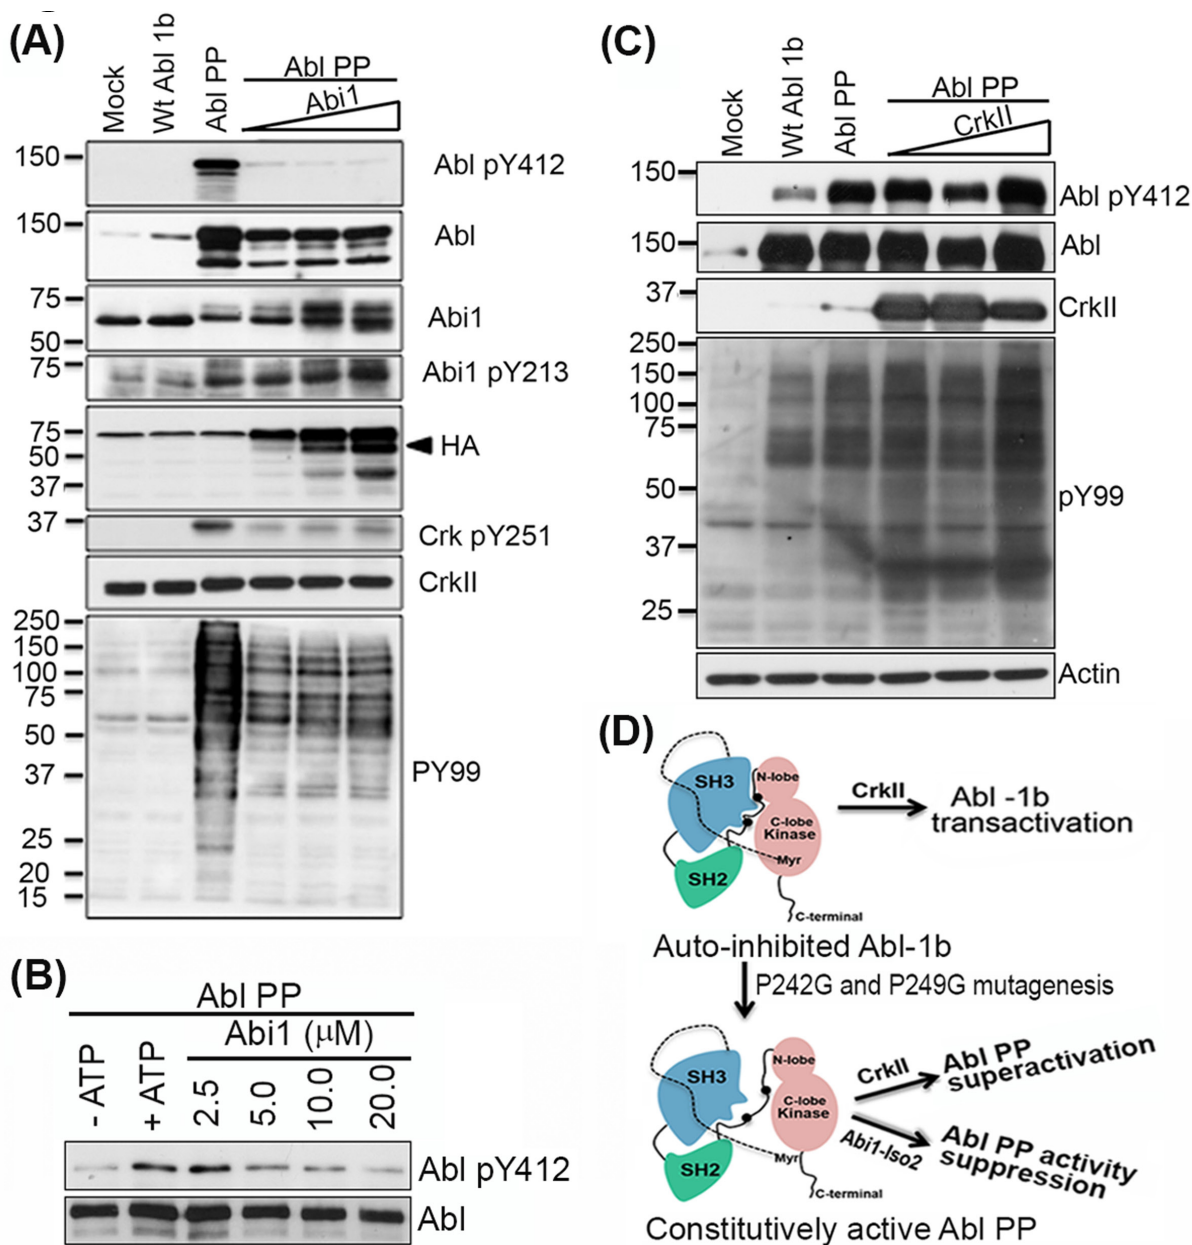 (A)
Mock
Wt Abl 1b
Abl PP
Abl PP
Abi1
150
Abl pY412
150
Abl
75
50
Abi1
75
Abi1 pY213
75
50
37
HA
37
Crk pY251
CrkII
250
150
100
75
50
37
25
20
15
PY99
(B)
Abl PP
Abi1 (μM)
- ATP
+ ATP
2.5
5.0
10.0
20.0
Abl pY412
Abl
(C)
Mock
Wt Abl 1b
Abl PP
Abl PP
CrkII
150
Abl pY412
150
Abl
37
CrkII
250
150
100
75
50
37
25
pY99
Actin
(D)
SH3
N-lobe
C-lobe
Kinase
Myr
SH2
C-terminal
CrkII
Abl -1b
transactivation
Auto-inhibited Abl-1b
P242G and P249G mutagenesis
SH3
N-lobe
C-lobe
Kinase
Myr
SH2
C-terminal
CrkII
Abl PP
superactivation
Abi1-Iso2
Abl PP activity
suppression
Constitutively active Abl PP